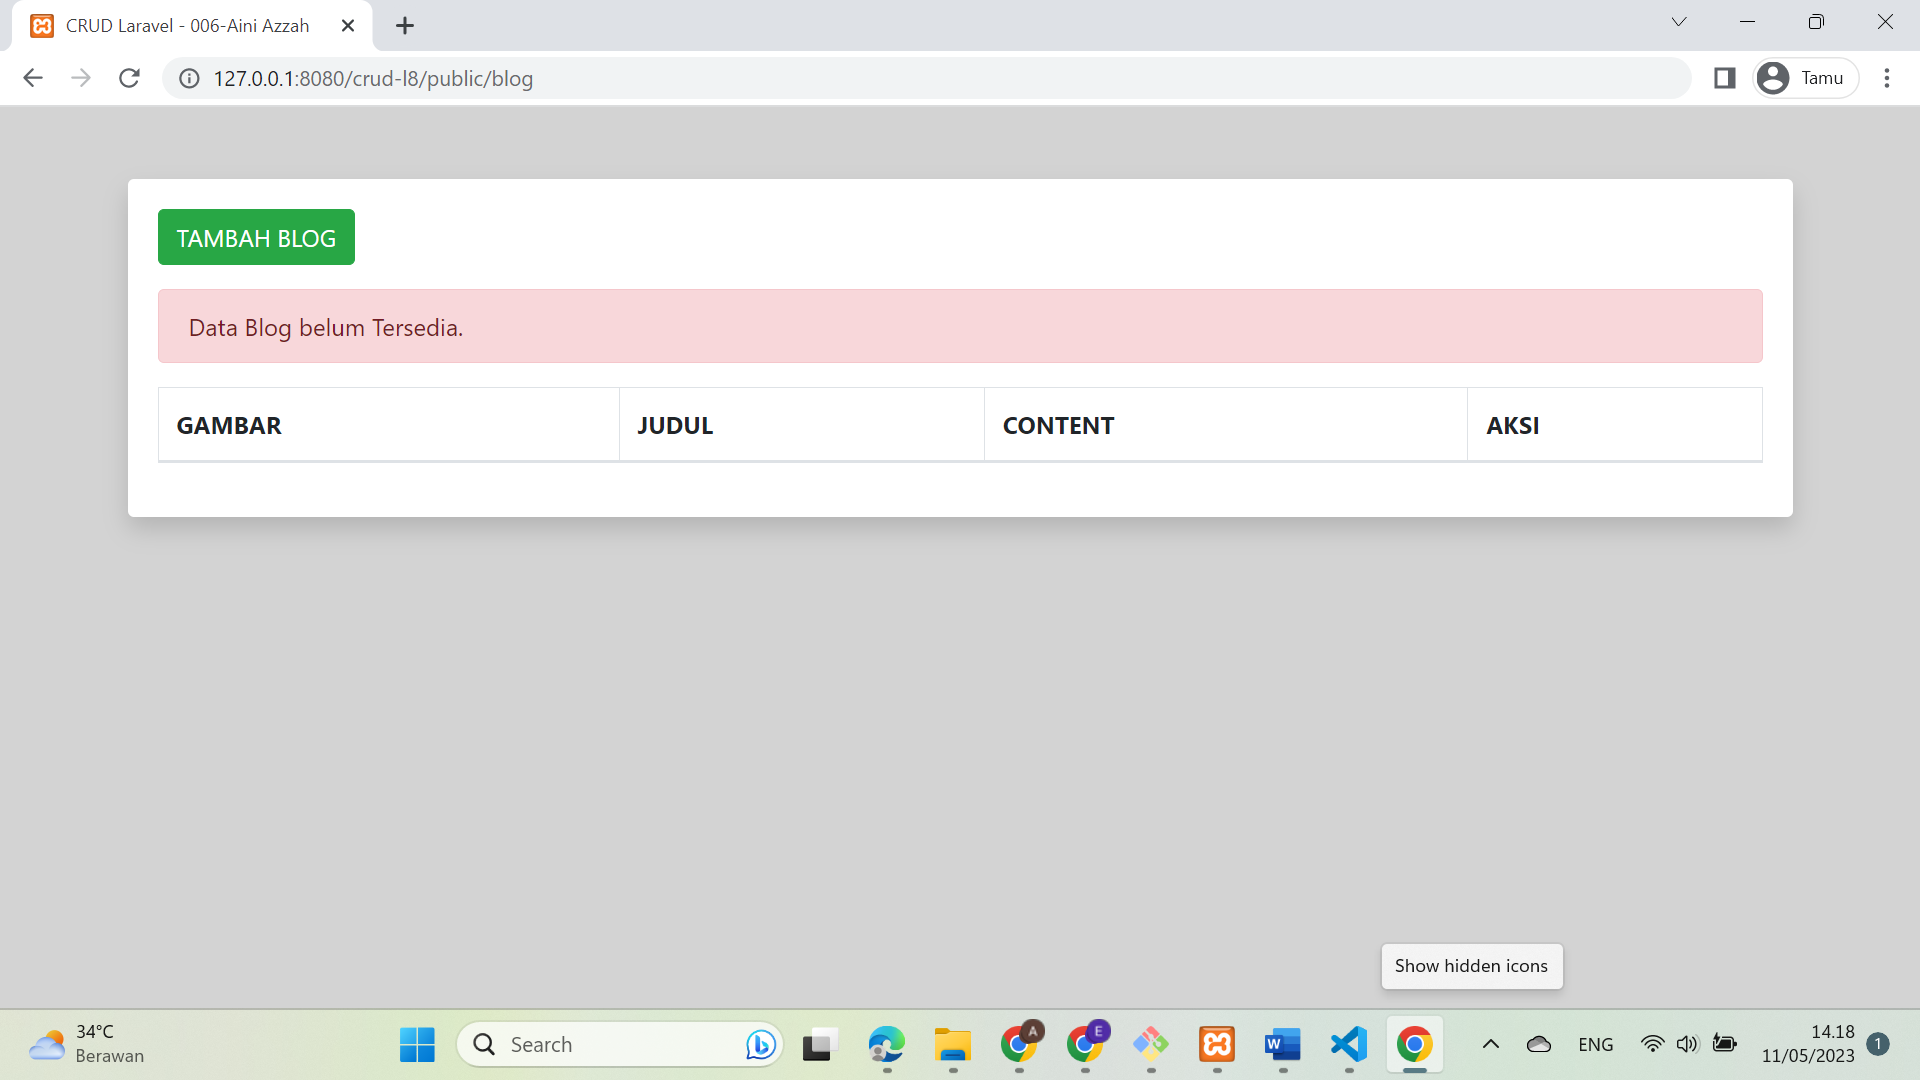 CRUD Laravel - 006-Aini Azzah
127.0.0.1:8080/crud-l8/public/blog
Tamu
TAMBAH BLOG
Data Blog belum Tersedia.
GAMBAR JUDUL CONTENT AKSI
Show hidden icons
34°C
Berawan
Search
A
E
W
ENG
14.18
11/05/2023
1